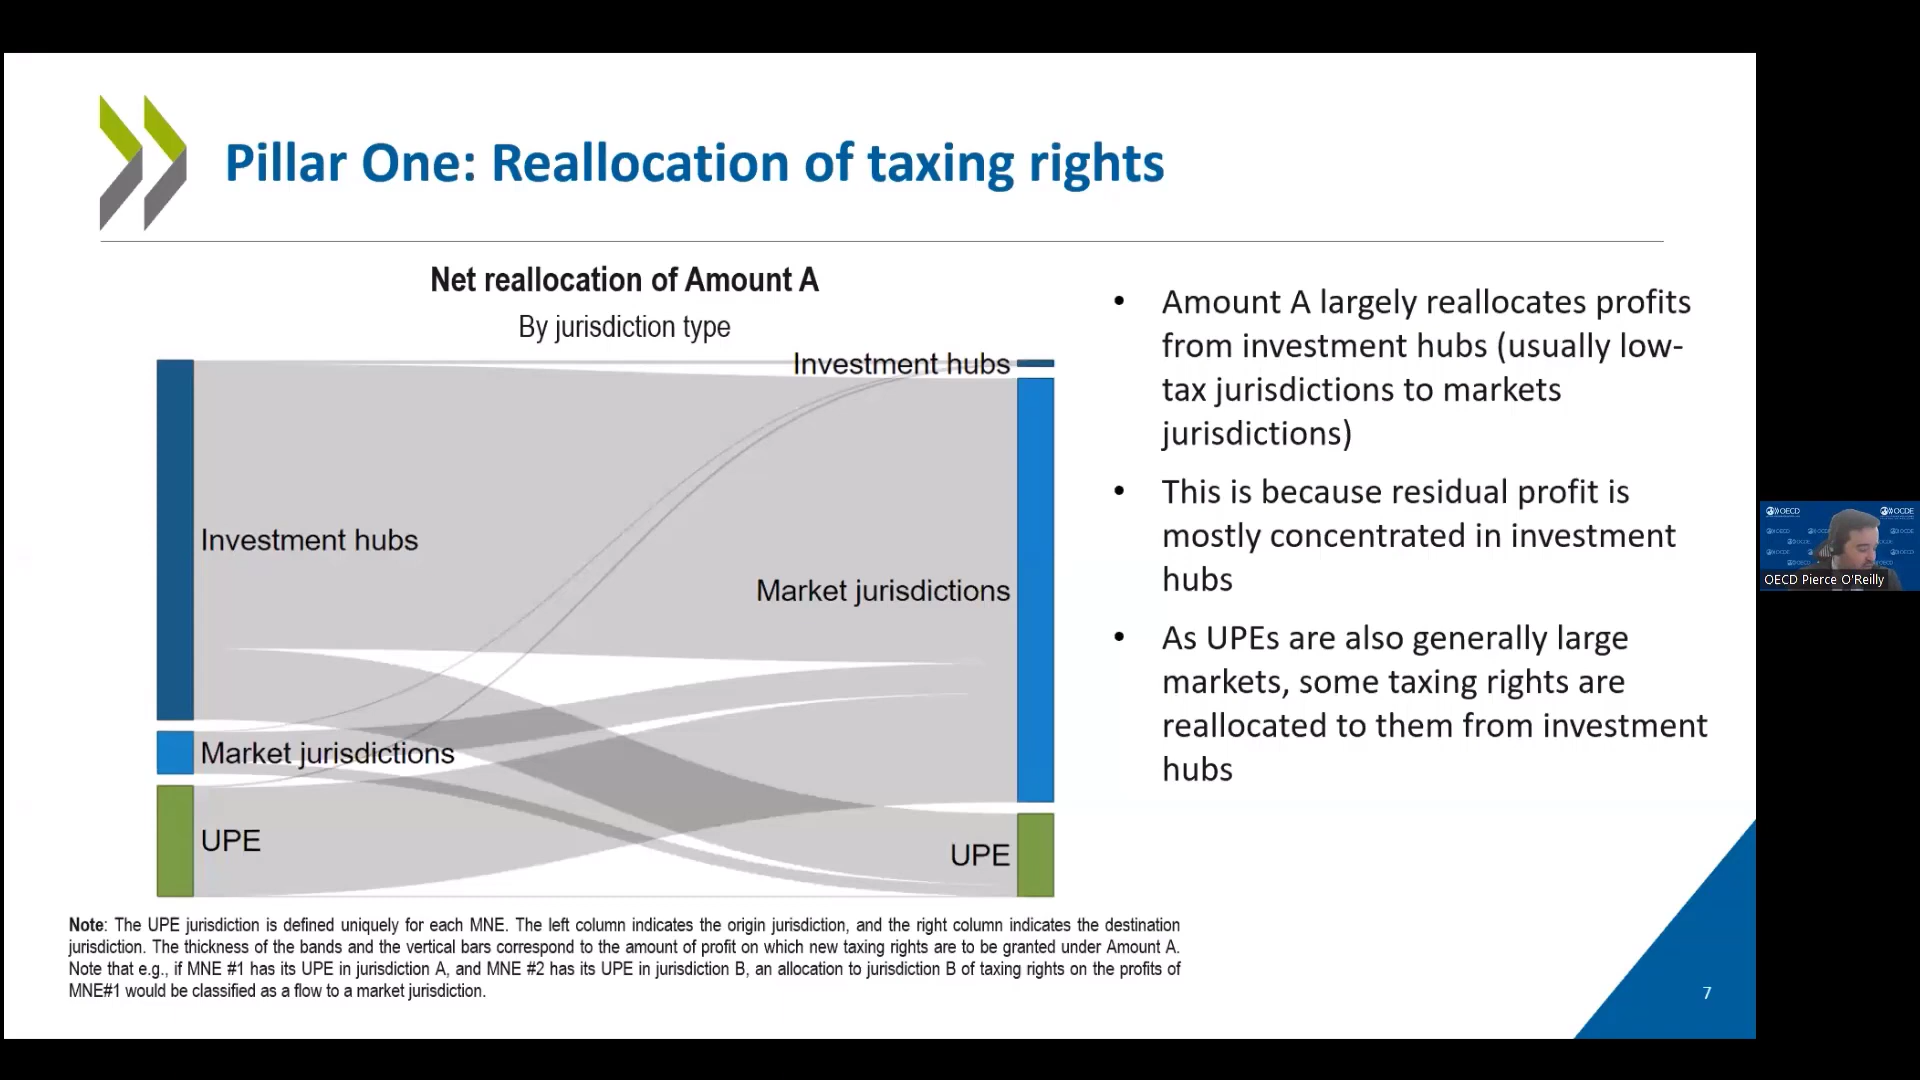 Pillar One: Reallocation of taxing rights
Net reallocation of Amount A
By jurisdiction type
Investment hubs
Investment hubs
Market jurisdictions
Market jurisdictions
UPE
UPE
• Amount A largely reallocates profits
from investment hubs (usually low-
tax jurisdictions to markets
jurisdictions)
• This is because residual profit is
mostly concentrated in investment
hubs
• As UPEs are also generally large
markets, some taxing rights are
reallocated to them from investment
hubs
Note: The UPE jurisdiction is defined uniquely for each MNE. The left column indicates the origin jurisdiction, and the right column indicates the destination
jurisdiction. The thickness of the bands and the vertical bars correspond to the amount of profit on which new taxing rights are to be granted under Amount A.
Note that e.g., if MNE #1 has its UPE in jurisdiction A, and MNE #2 has its UPE in jurisdiction B, an allocation to jurisdiction B of taxing rights on the profits of
MNE#1 would be classified as a flow to a market jurisdiction.
7
OECD
OCDE
OECD Pierce O'Reilly